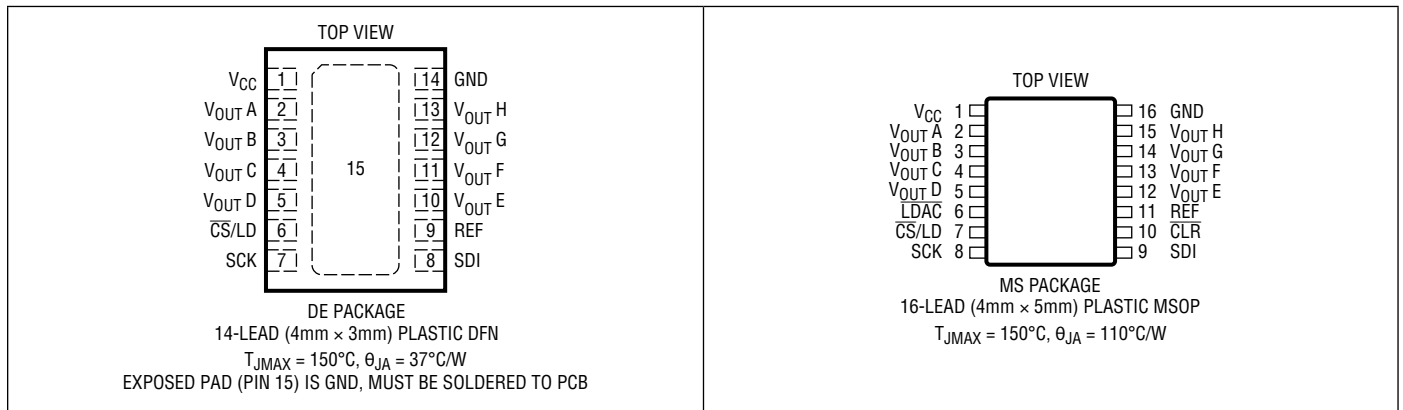 TOP VIEW
VCC 1
VOUT A 2
VOUT B 3
VOUT C 4
VOUT D 5
C̅S̅/LD 6
SCK 7
15
14 GND
13 VOUT H
12 VOUT G
11 VOUT F
10 VOUT E
9 REF
8 SDI
DE PACKAGE
14-LEAD (4mm × 3mm) PLASTIC DFN
TJMAX = 150°C, θJA = 37°C/W
EXPOSED PAD (PIN 15) IS GND, MUST BE SOLDERED TO PCB
TOP VIEW
VCC 1
VOUT A 2
VOUT B 3
VOUT C 4
VOUT D 5
L̅D̅A̅C̅ 6
C̅S̅/LD 7
SCK 8
16 GND
15 VOUT H
14 VOUT G
13 VOUT F
12 VOUT E
11 REF
10 C̅L̅R̅
9 SDI
MS PACKAGE
16-LEAD (4mm × 5mm) PLASTIC MSOP
TJMAX = 150°C, θJA = 110°C/W